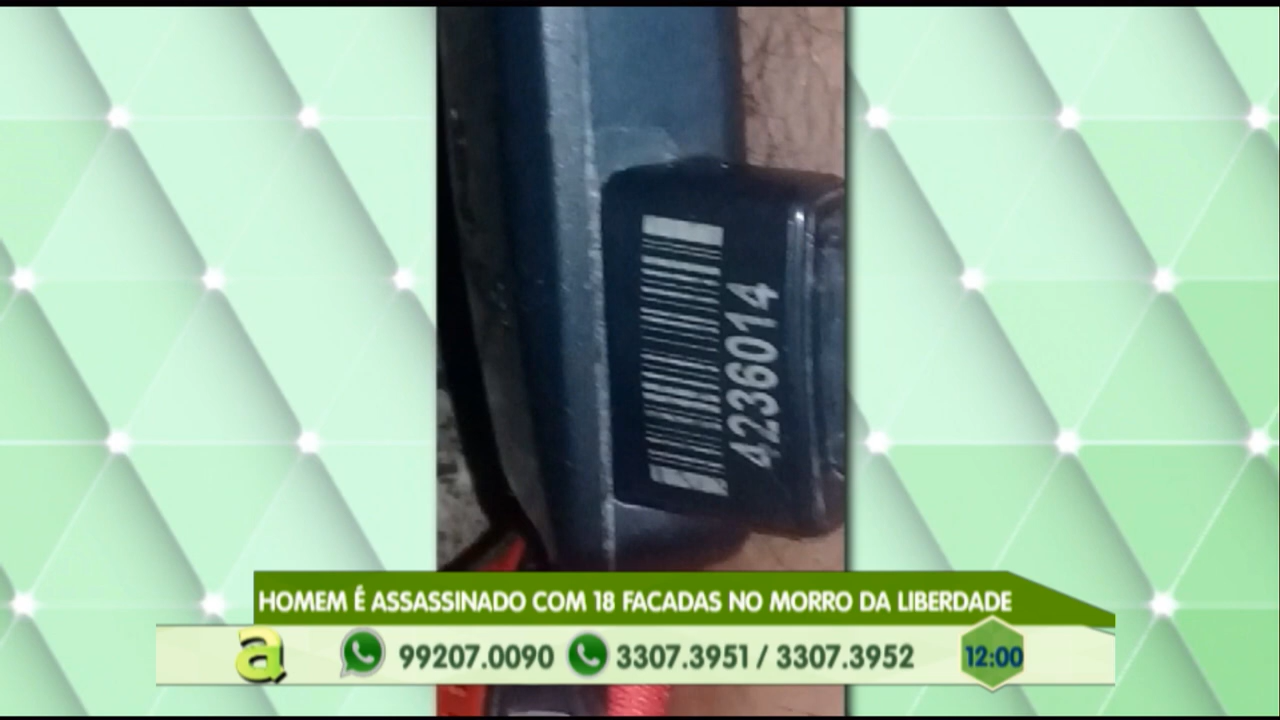 4236014
HOMEM É ASSASSINADO COM 18 FACADAS NO MORRO DA LIBERDADE
a 99207.0090 3307.3951 / 3307.3952 12:00